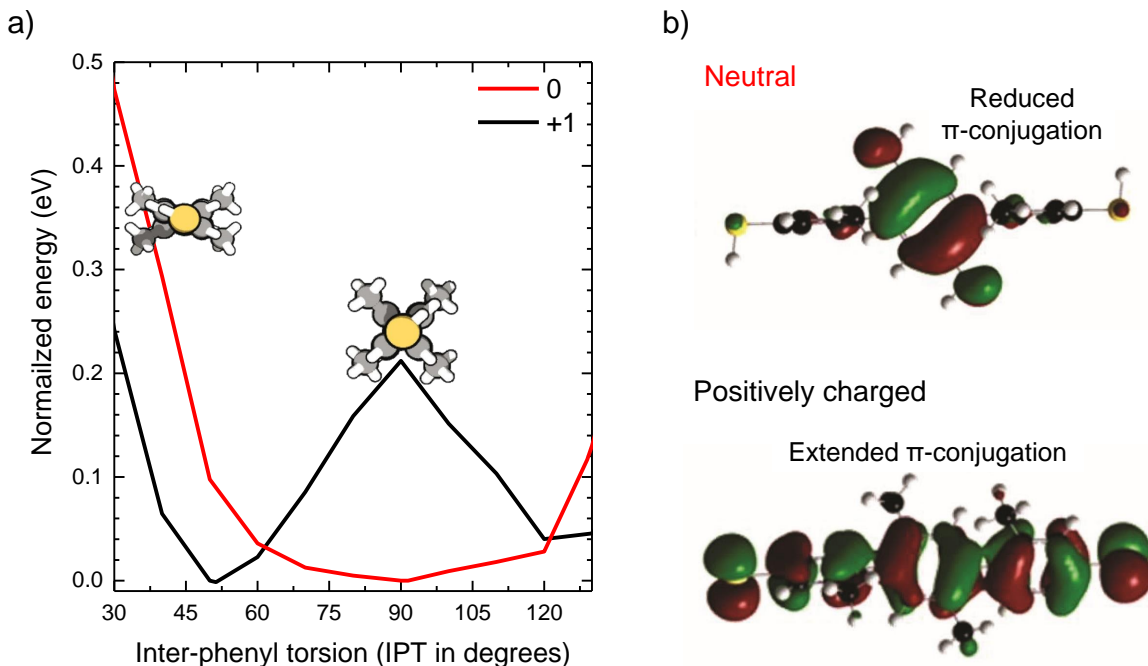 a)
0.5
0.4
0.3
0.2
0.1
0.0
Normailzed energy (eV)
0
+1
30 45 60 75 90 105 120
Inter-phenyl torsion (IPT in degrees)
b)
Neutral
Reduced
π-conjugation
Positively charged
Extended π-conjugation